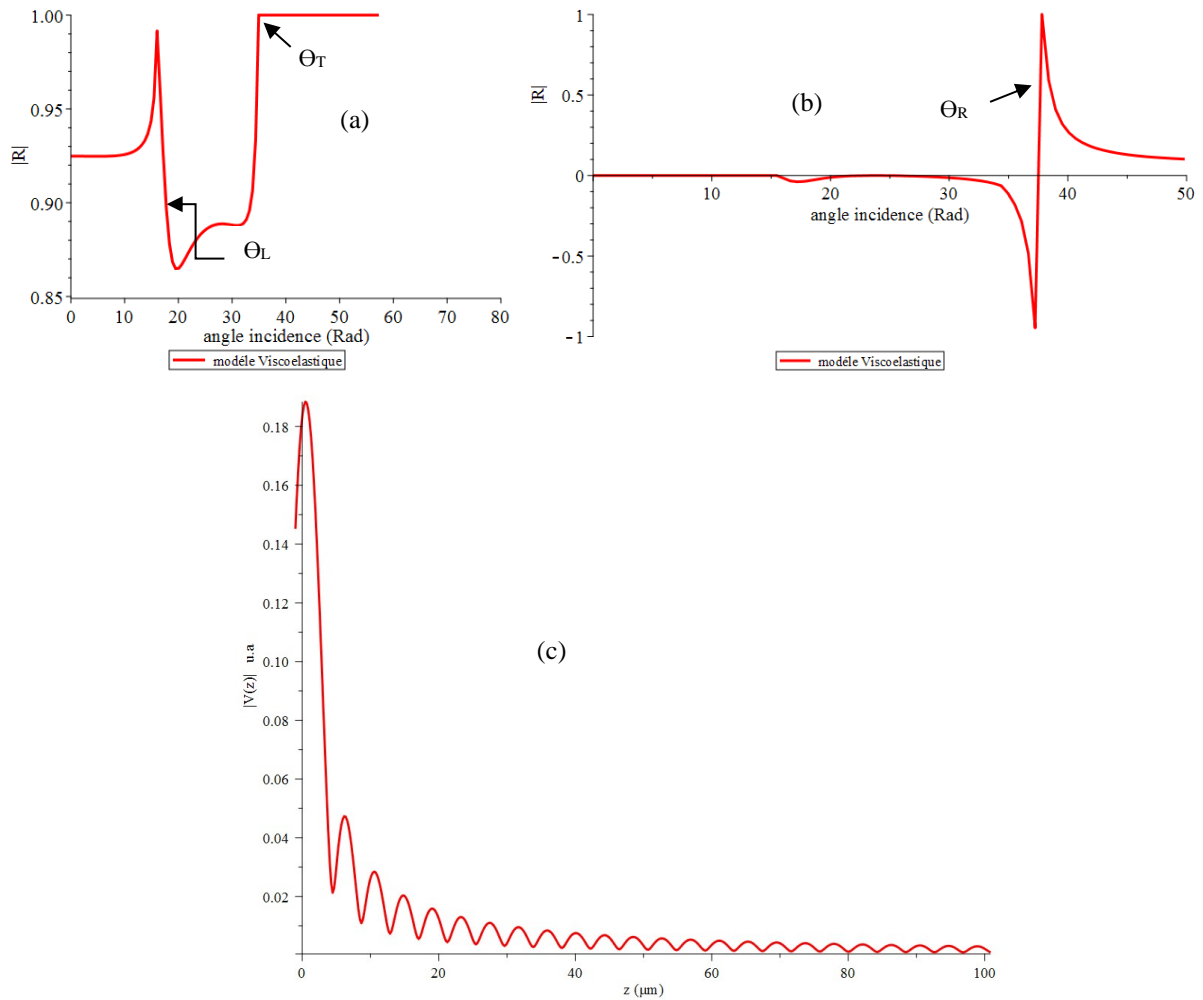 1.00
0.95
0.90
0.85
|R|
ϴT
(a)
ϴL
0 10 20 30 40 50 60 70 80
angle incidence (Rad)
modéle Viscoelastique
1
0.5
0
-0.5
-1
|R|
(b)
ϴR
10 20 30 40 50
angle incidence (Rad)
modéle Viscoelastique
0.18
0.16
0.14
0.12
0.10
0.08
0.06
0.04
0.02
|V(z)| u.a
(c)
0 20 40 60 80 100
z (µm)